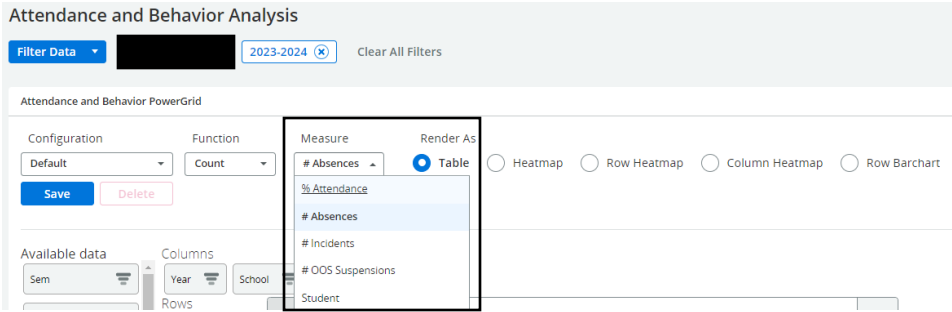 Attendance and Behavior Analysis
Filter Data
2023-2024
Clear All Filters
Attendance and Behavior PowerGrid
Configuration Function Measure Render As
Default Count # Absences Table Heatmap Row Heatmap Column Heatmap Row Barchart
Save Delete
% Attendance
# Absences
# Incidents
# OOS Suspensions
Student
Available data Columns
Sem Year School
Rows